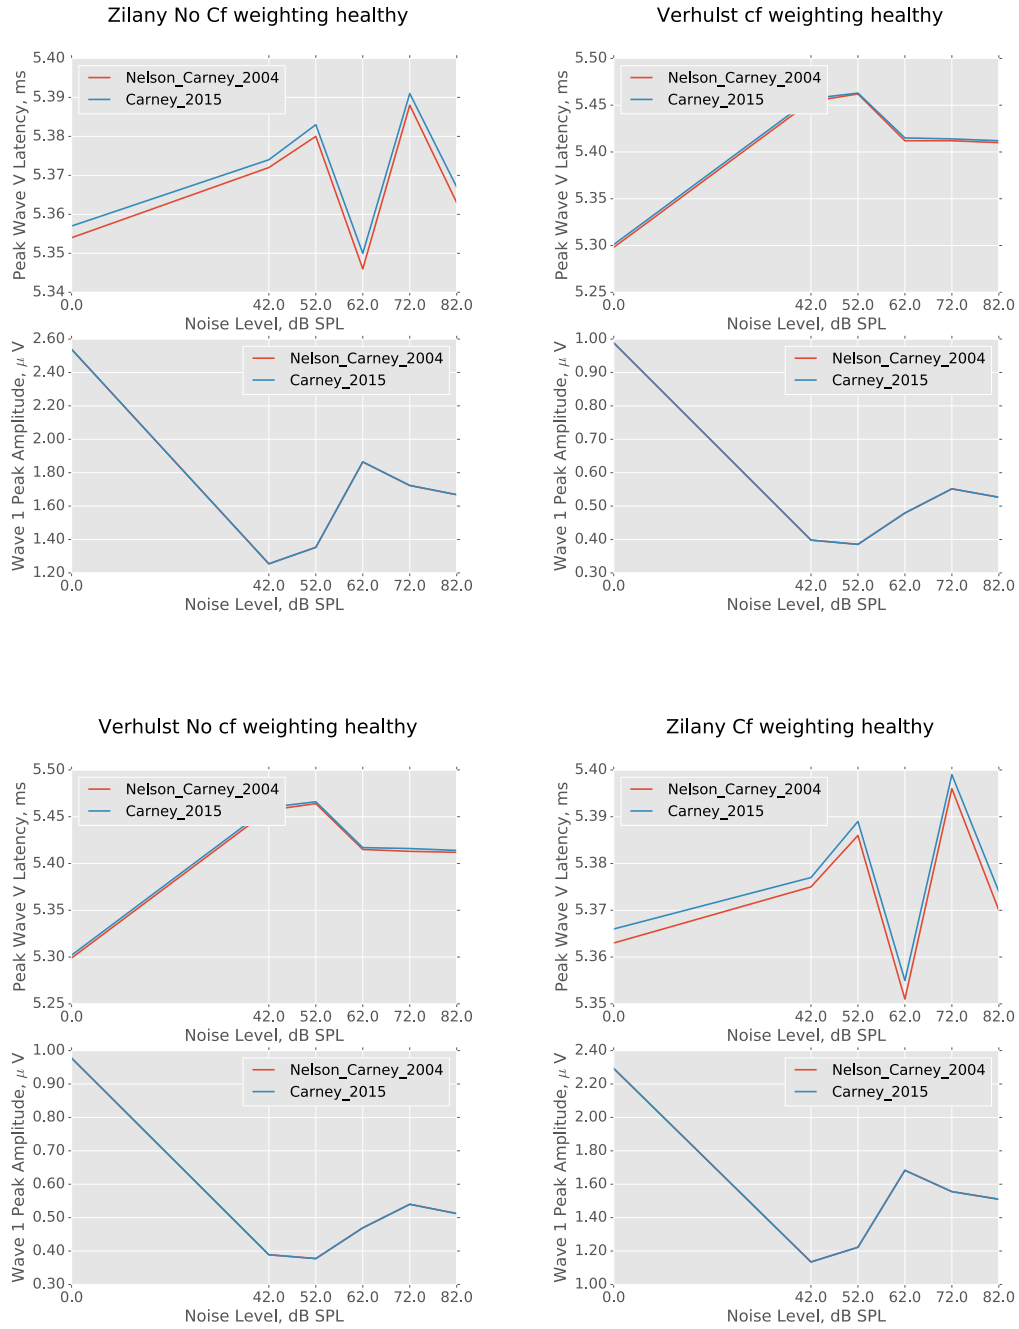 Zilany No Cf weighting healthy
Peak Wave V Latency, ms
5.40
5.39
5.38
5.37
5.36
5.35
5.34
Nelson_Carney_2004
Carney_2015
0.0 42.0 52.0 62.0 72.0 82.0
Noise Level, dB SPL
Wave 1 Peak Amplitude, μ V
2.60
2.40
2.20
2.00
1.80
1.60
1.40
1.20
Nelson_Carney_2004
Carney_2015
0.0 42.0 52.0 62.0 72.0 82.0
Noise Level, dB SPL
Verhulst cf weighting healthy
Peak Wave V Latency, ms
5.50
5.45
5.40
5.35
5.30
5.25
Nelson_Carney_2004
Carney_2015
0.0 42.0 52.0 62.0 72.0 82.0
Noise Level, dB SPL
Wave 1 Peak Amplitude, μ V
1.00
0.90
0.80
0.70
0.60
0.50
0.40
0.30
Nelson_Carney_2004
Carney_2015
0.0 42.0 52.0 62.0 72.0 82.0
Noise Level, dB SPL
Verhulst No cf weighting healthy
Peak Wave V Latency, ms
5.50
5.45
5.40
5.35
5.30
5.25
Nelson_Carney_2004
Carney_2015
0.0 42.0 52.0 62.0 72.0 82.0
Noise Level, dB SPL
Wave 1 Peak Amplitude, μ V
1.00
0.90
0.80
0.70
0.60
0.50
0.40
0.30
Nelson_Carney_2004
Carney_2015
0.0 42.0 52.0 62.0 72.0 82.0
Noise Level, dB SPL
Zilany Cf weighting healthy
Peak Wave V Latency, ms
5.40
5.39
5.38
5.37
5.36
5.35
Nelson_Carney_2004
Carney_2015
0.0 42.0 52.0 62.0 72.0 82.0
Noise Level, dB SPL
Wave 1 Peak Amplitude, μ V
2.40
2.20
2.00
1.80
1.60
1.40
1.20
1.00
Nelson_Carney_2004
Carney_2015
0.0 42.0 52.0 62.0 72.0 82.0
Noise Level, dB SPL